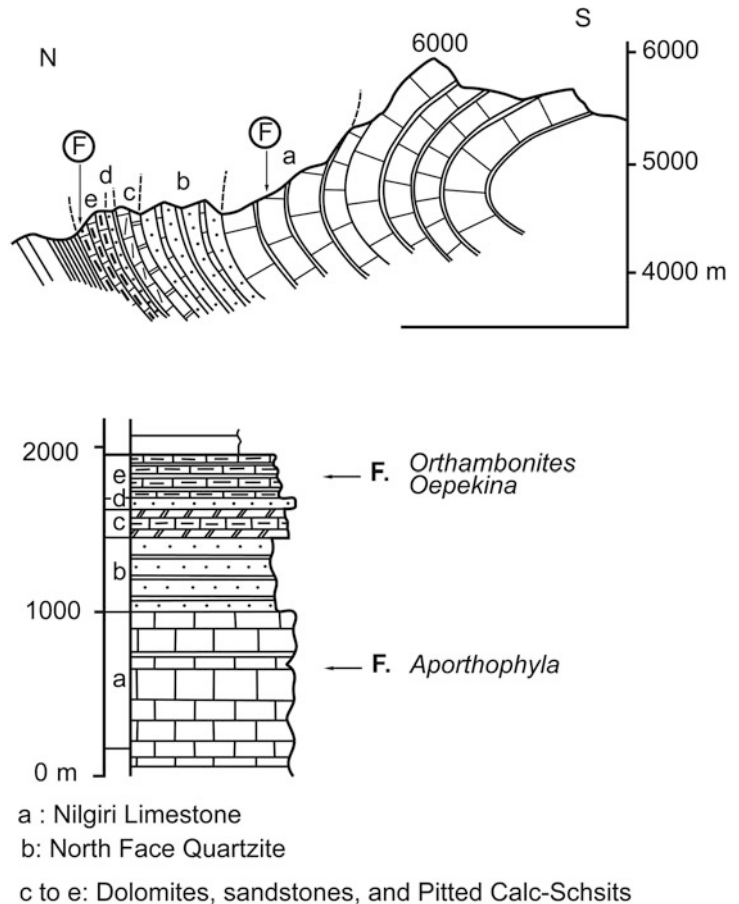 S
N
6000
6000
F
F
d
b
a
e
c
5000
4000 m
2000
e
F. Orthambonites
Oepekina
d
c
b
1000
F. Aporthophyla
a
0 m
a : Nilgiri Limestone
b: North Face Quartzite
c to e: Dolomites, sandstones, and Pitted Calc-Schsits